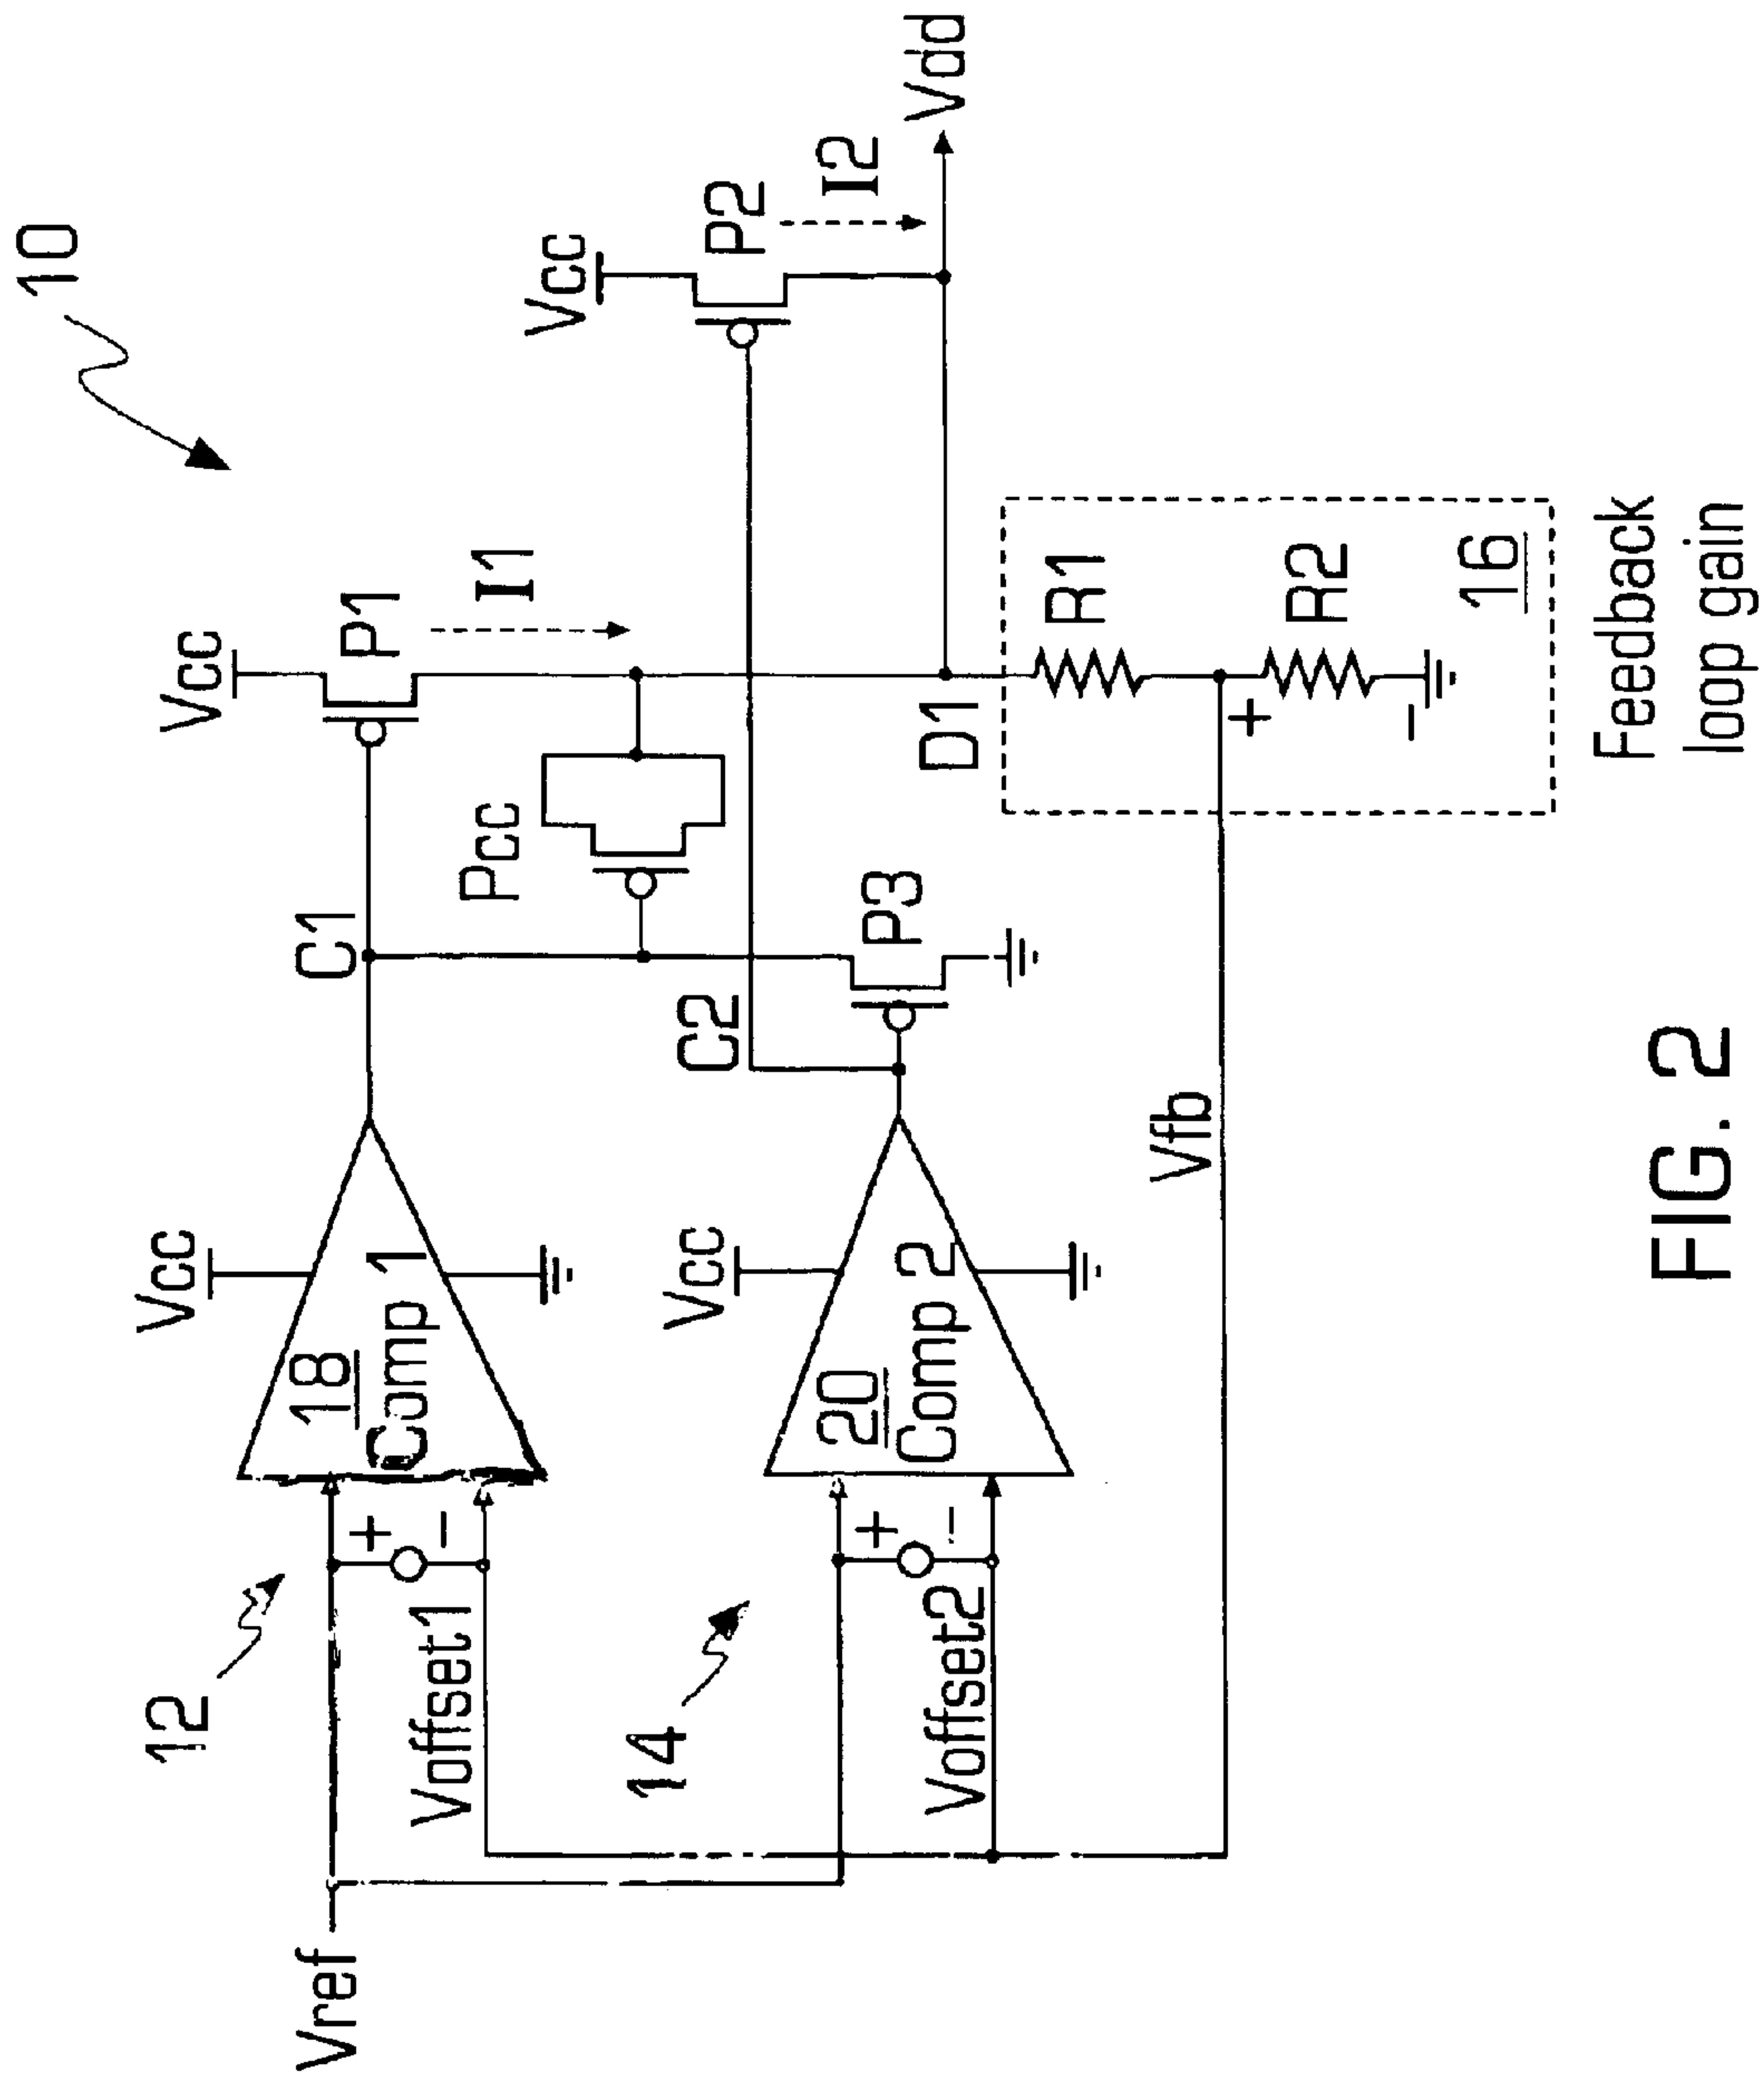 10
Vcc
P1
I1
Vcc
P2
I2
Vdd
C1
Pcc
Vcc
18
Comp 1
12
+
-
Voffset1
Vref
C2
P3
D1
R1
+
R2
-
16
Feedback
loop gain
Vcc
20
Comp 2
14
+
-
Voffset2
Vfb
FIG. 2